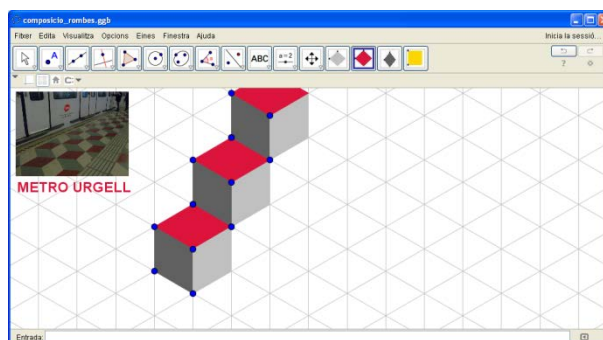 composicio_rombes.ggb
Fitxer Edita Visualitza Opcions Eines Finestra Ajuda
Inicia la sessió...
ABC
a=2
METRO URGELL
Entrada: